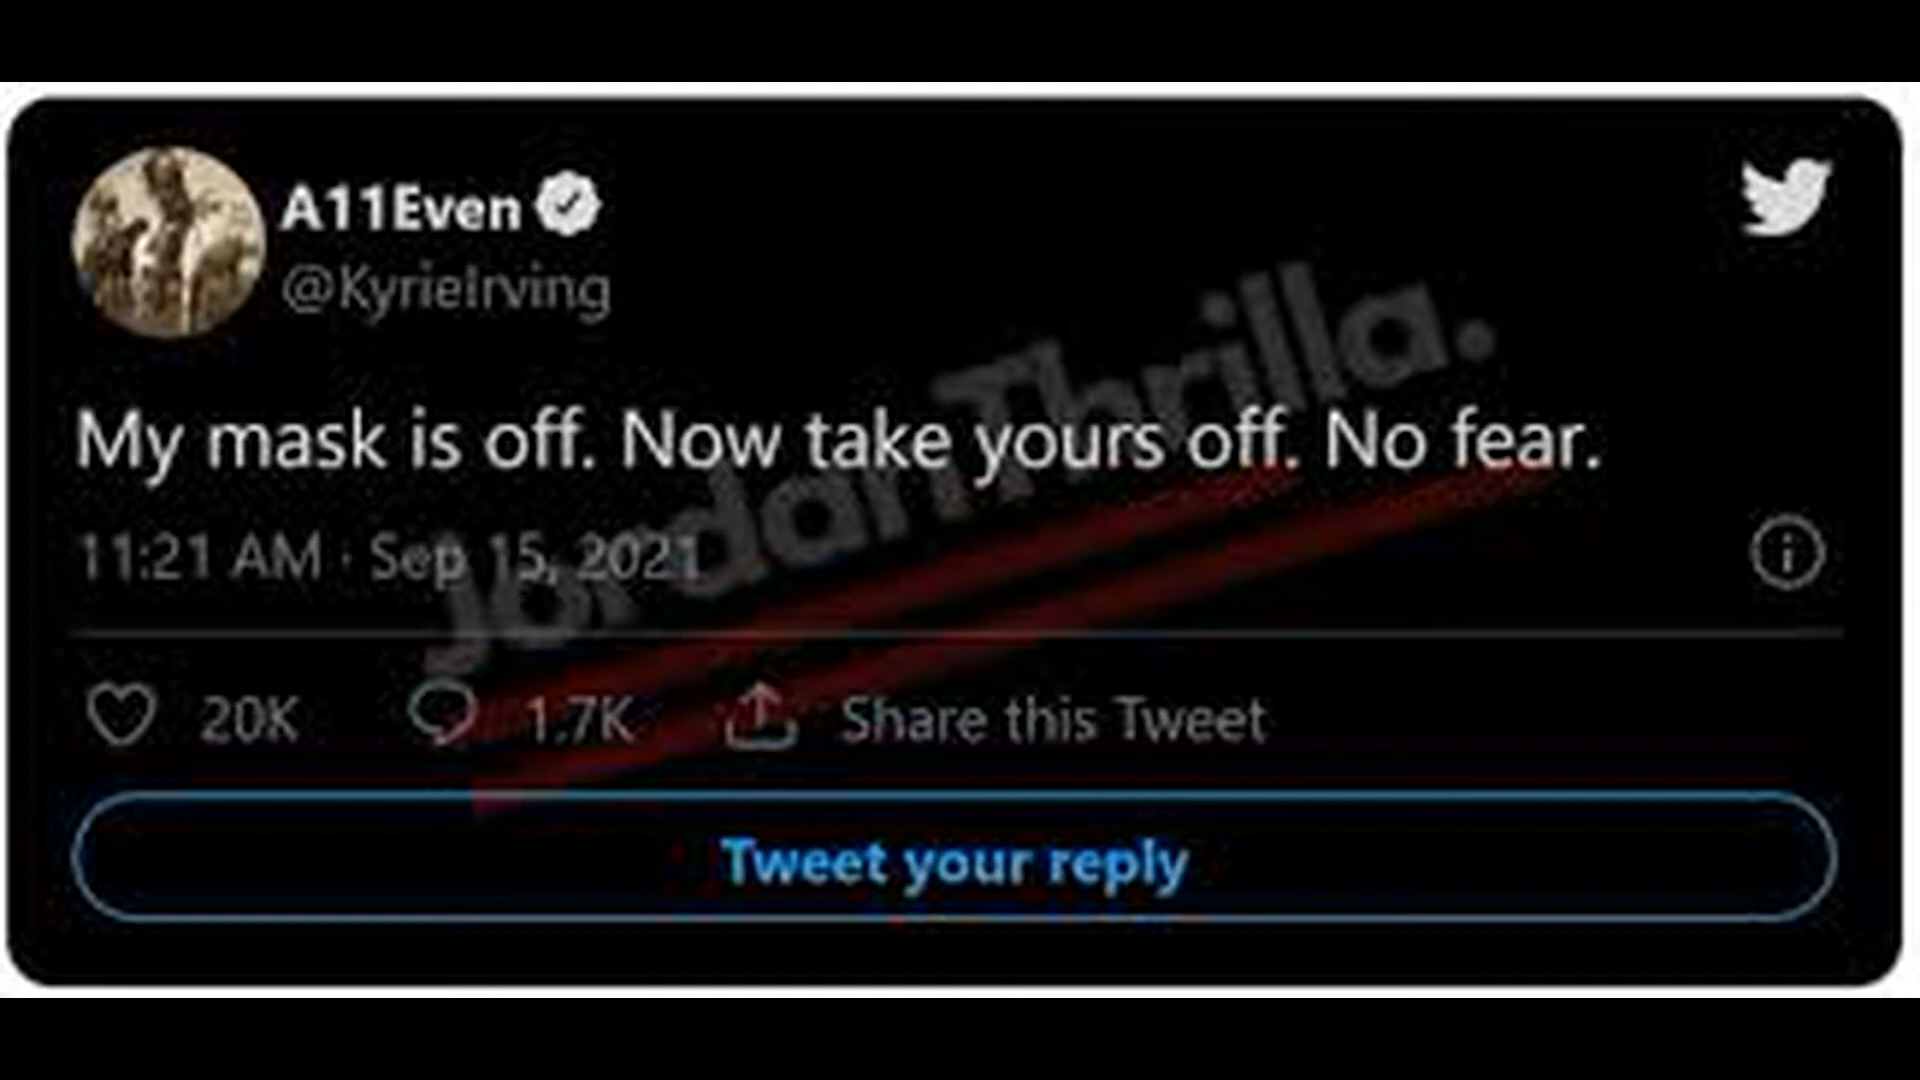 A11Even
@KyrieIrving
JordanThrilla.
My mask is off. Now take yours off. No fear.
11:21 AM · Sep 15, 2021
20K 1.7K Share this Tweet
Tweet your reply